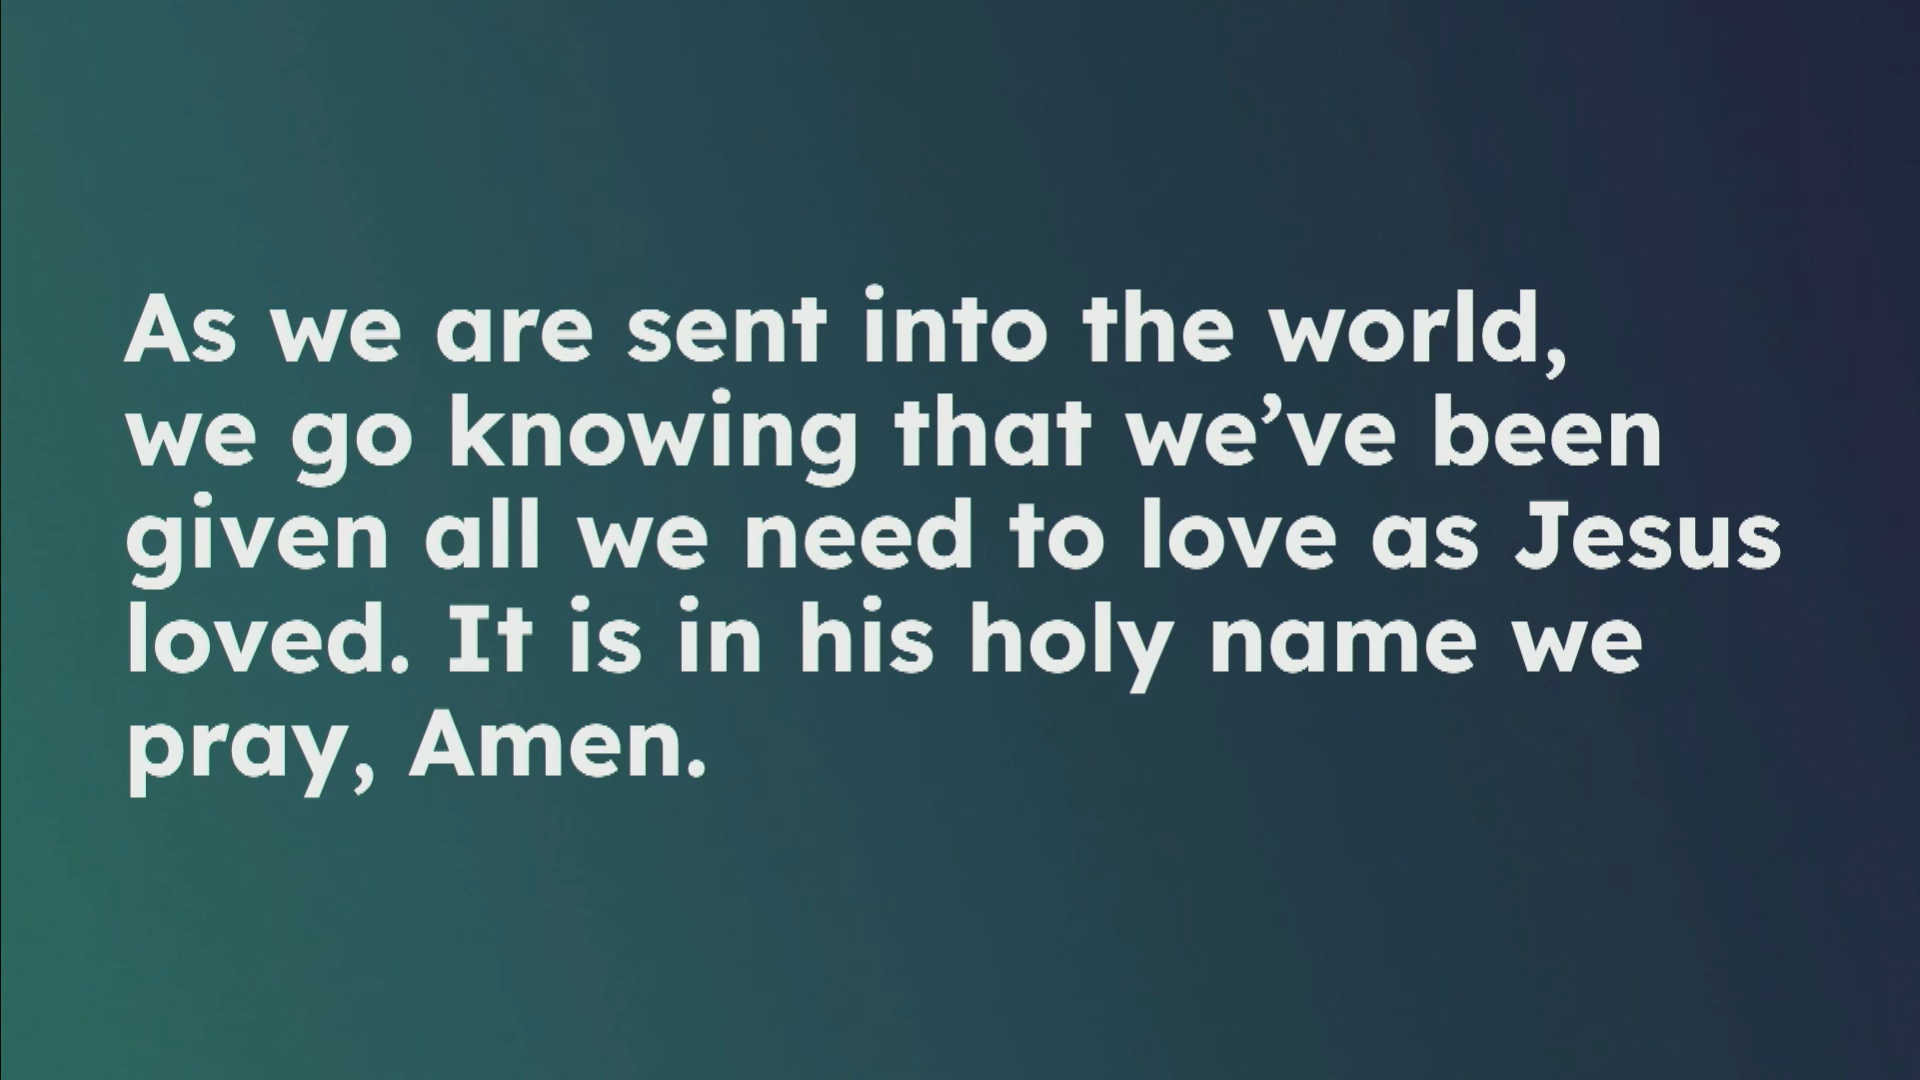 As we are sent into the world,
we go knowing that we’ve been
given all we need to love as Jesus
loved. It is in his holy name we
pray, Amen.